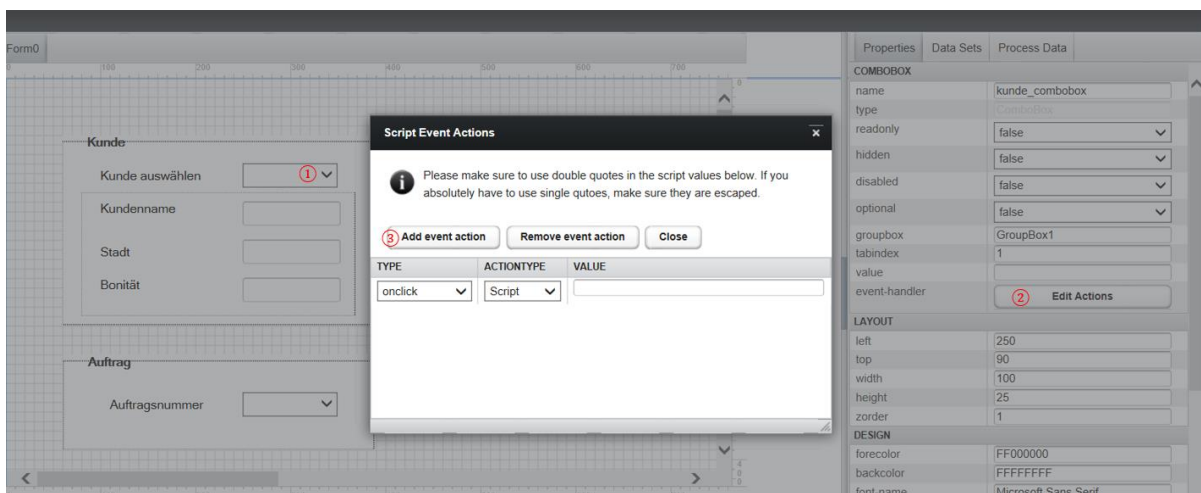 Form0
100 200 300 400 500 600 700
Kunde
Kunde auswählen ①
Kundenname
Stadt
Bonität
Auftrag
Auftragsnummer
Script Event Actions
Please make sure to use double quotes in the script values below. If you
absolutely have to use single qutoes, make sure they are escaped.
③ Add event action Remove event action Close
TYPE ACTIONTYPE VALUE
onclick Script
Properties Data Sets Process Data
COMBOBOX
name kunde_combobox
type ComboBox
readonly false
hidden false
disabled false
optional false
groupbox GroupBox1
tabindex 1
value
event-handler ② Edit Actions
LAYOUT
left 250
top 90
width 100
height 25
zorder 1
DESIGN
forecolor FF000000
backcolor FFFFFFFF
font-name Microsoft Sans Serif